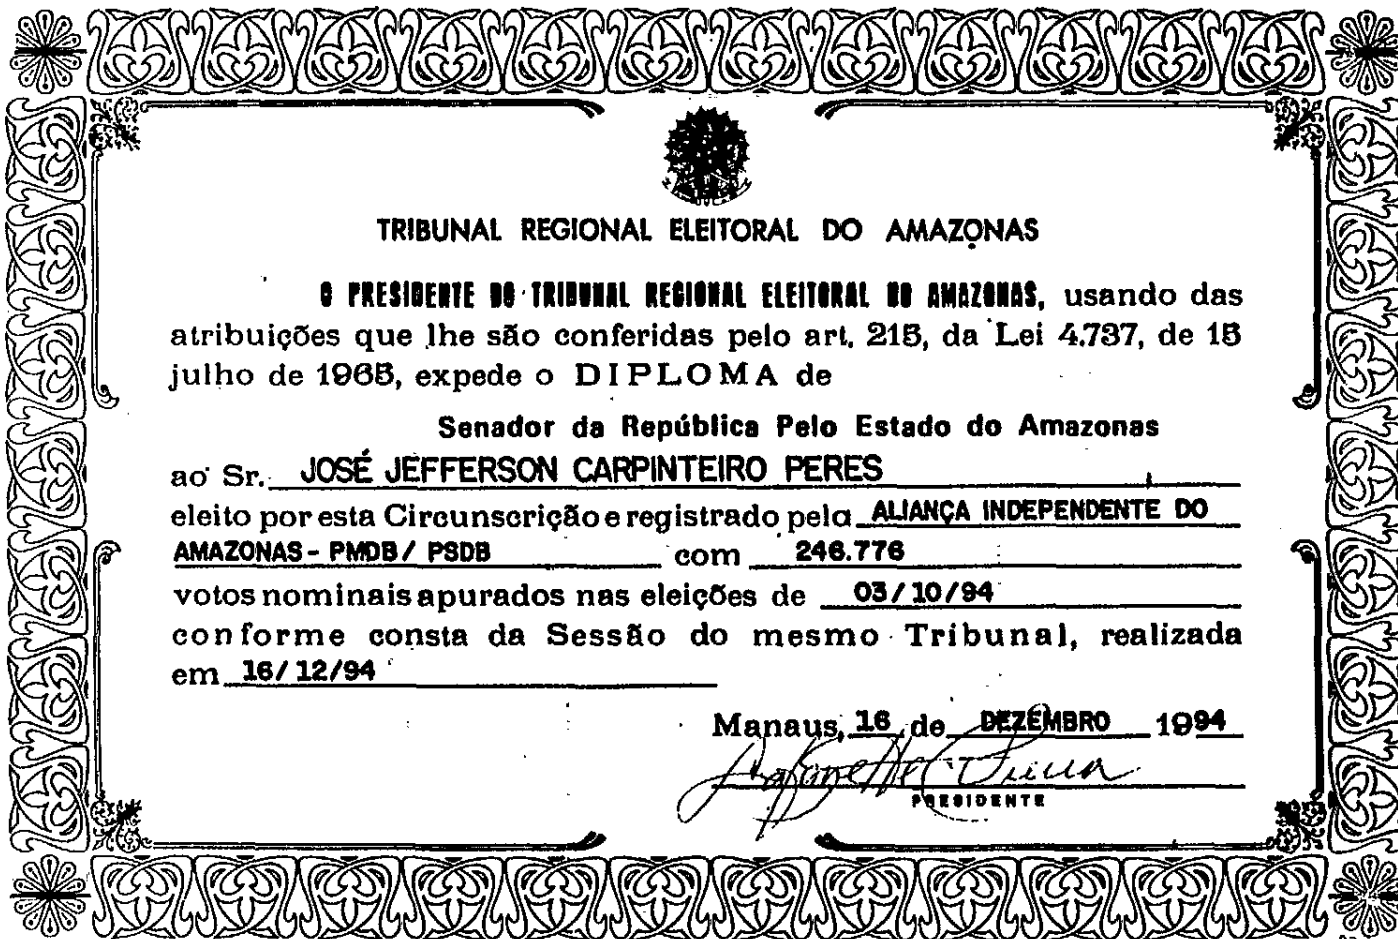 TRIBUNAL REGIONAL ELEITORAL DO AMAZONAS
O PRESIDENTE DO TRIBUNAL REGIONAL ELEITORAL DO AMAZONAS, usando das
atribuições que lhe são conferidas pelo art. 215, da Lei 4.737, de 15
julho de 1965, expede o DIPLOMA de
Senador da República Pelo Estado do Amazonas
ao Sr. JOSÉ JEFFERSON CARPINTEIRO PERES
eleito por esta Circunscrição e registrado pela ALIANÇA INDEPENDENTE DO
AMAZONAS - PMDB / PSDB com 246.776
votos nominais apurados nas eleições de 03/10/94
conforme consta da Sessão do mesmo Tribunal, realizada
em 16/12/94
Manaus, 16 de DEZEMBRO 1994
PRESIDENTE